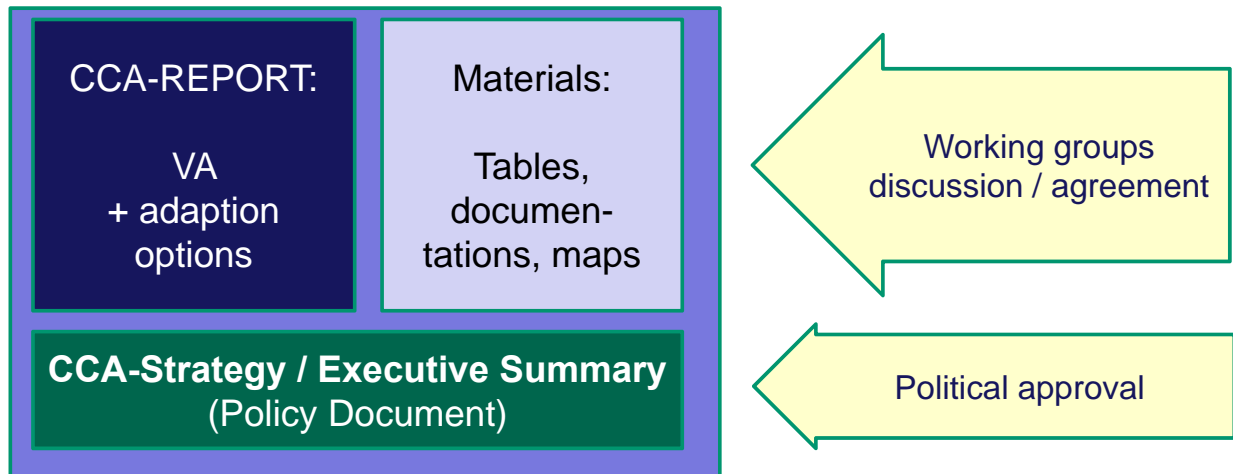 CCA-REPORT:
VA
+ adaption
options
Materials:
Tables,
documen-
tations, maps
Working groups
discussion / agreement
CCA-Strategy / Executive Summary
(Policy Document)
Political approval